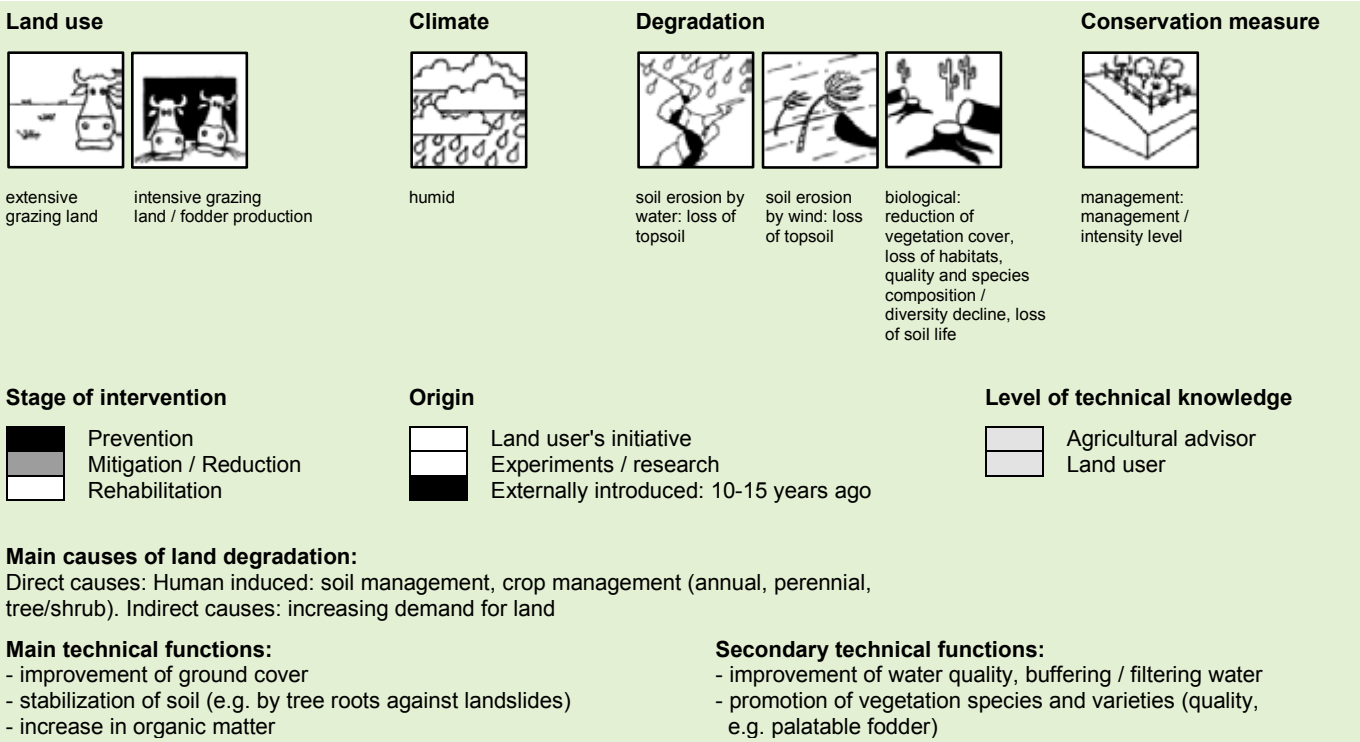 Land use
Climate
Degradation
Conservation measure
extensive
grazing land
intensive grazing
land / fodder production
humid
soil erosion by
water: loss of
topsoil
soil erosion
by wind: loss
of topsoil
biological:
reduction of
vegetation cover,
loss of habitats,
quality and species
composition /
diversity decline, loss
of soil life
management:
management /
intensity level
Stage of intervention
Prevention
Mitigation / Reduction
Rehabilitation
Origin
Land user's initiative
Experiments / research
Externally introduced: 10-15 years ago
Level of technical knowledge
Agricultural advisor
Land user
Main causes of land degradation:
Direct causes: Human induced: soil management, crop management (annual, perennial,
tree/shrub). Indirect causes: increasing demand for land
Main technical functions:
- improvement of ground cover
- stabilization of soil (e.g. by tree roots against landslides)
- increase in organic matter
Secondary technical functions:
- improvement of water quality, buffering / filtering water
- promotion of vegetation species and varieties (quality,
e.g. palatable fodder)